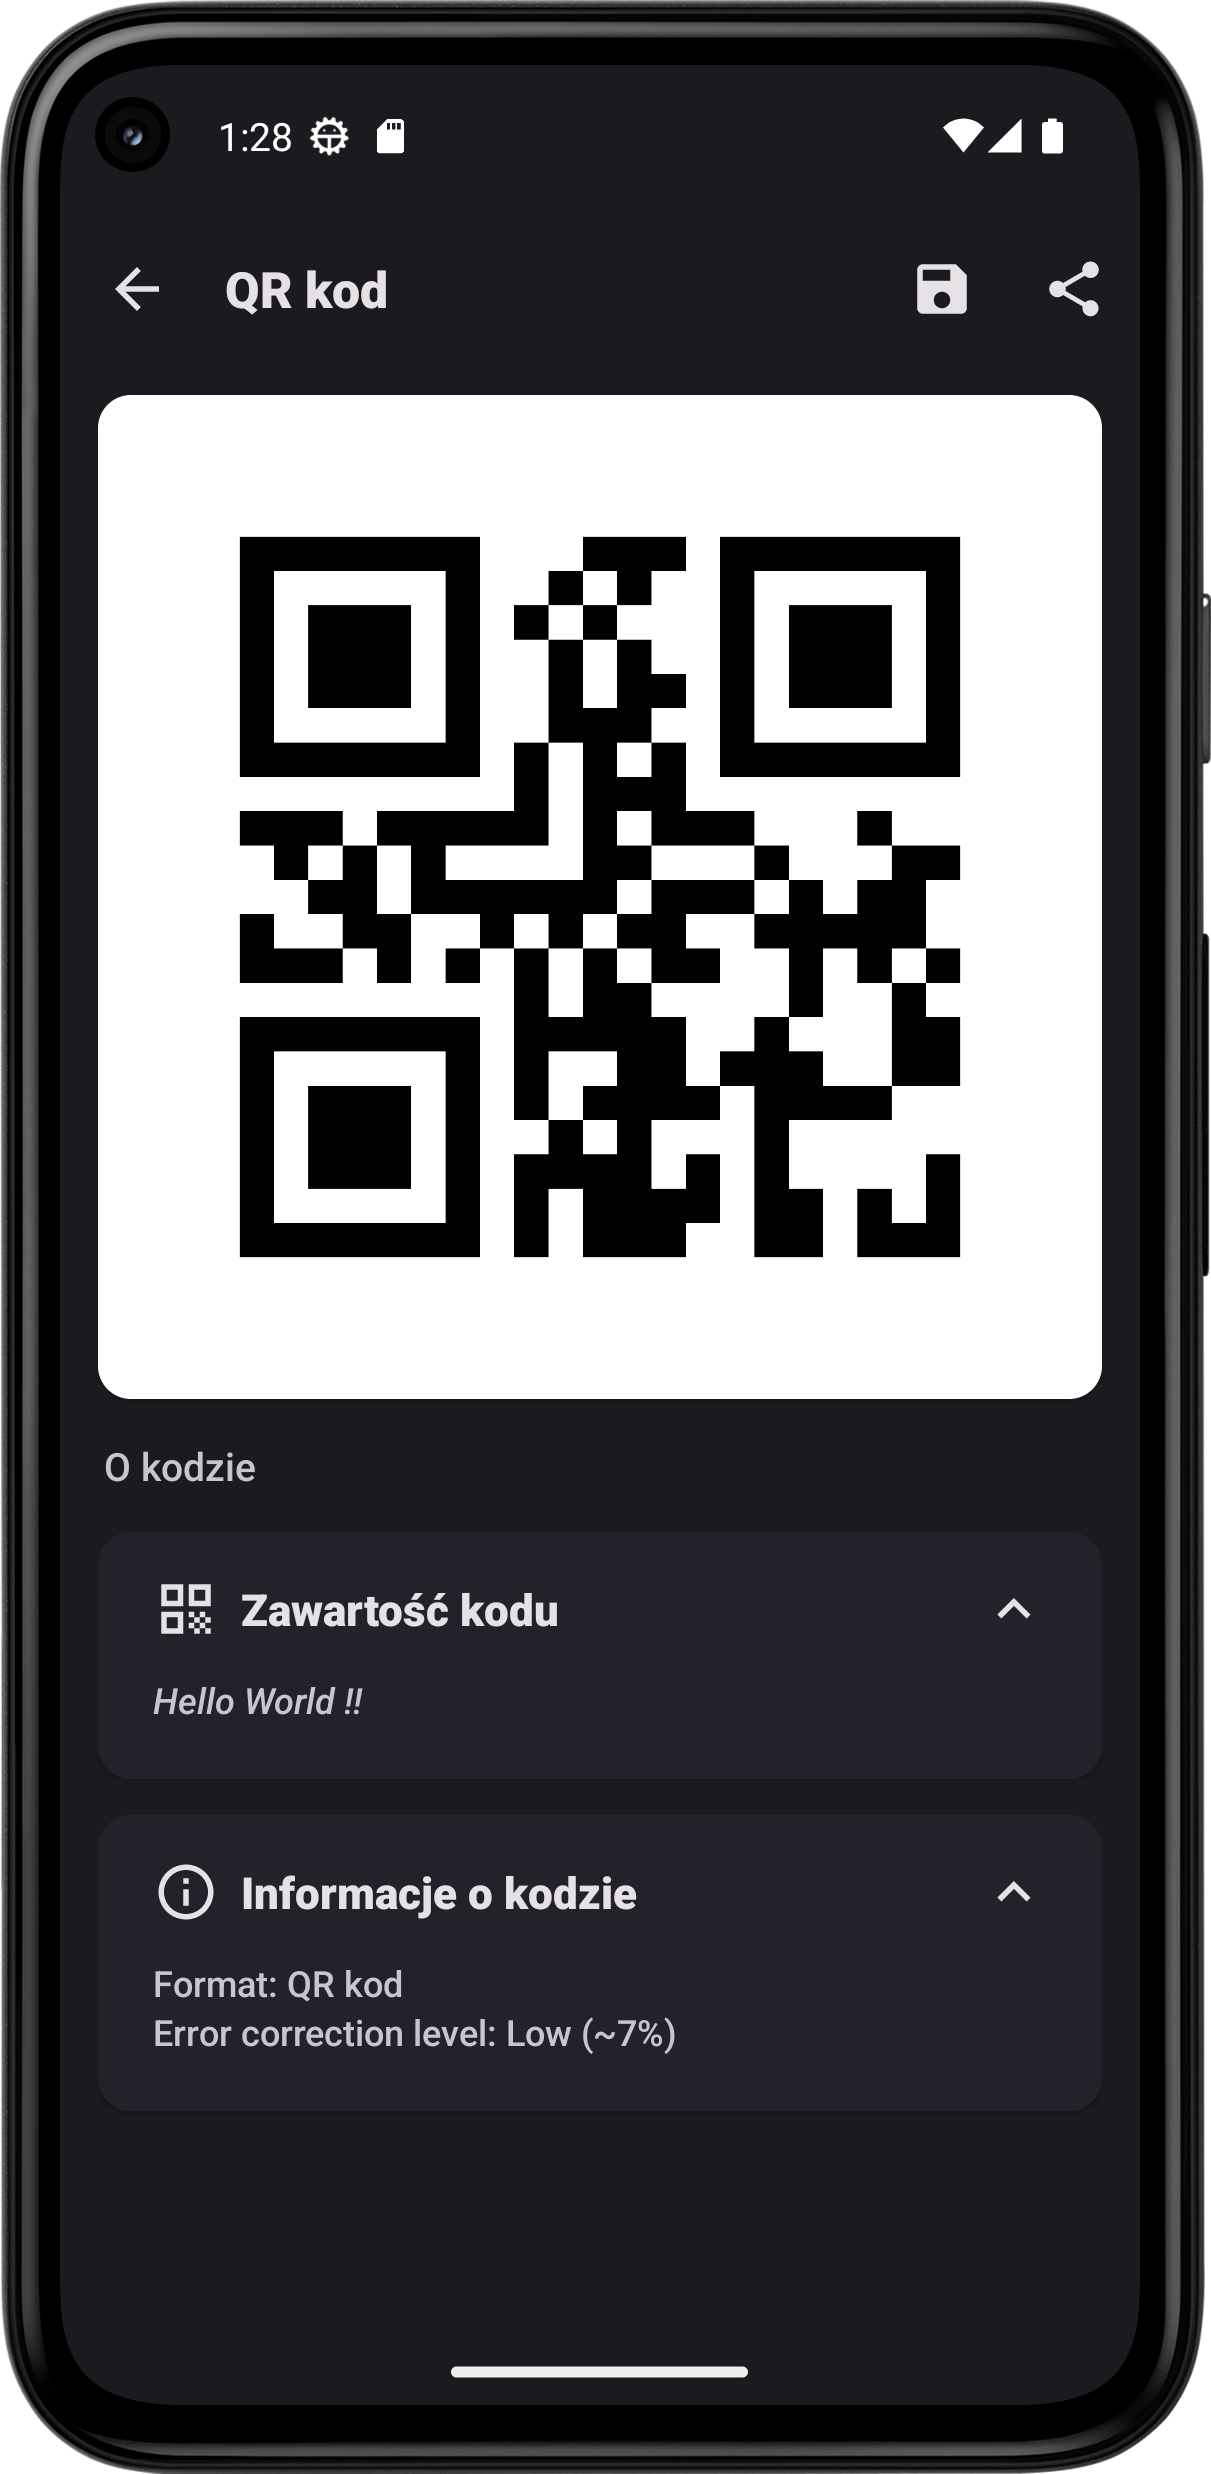 1:28
QR kod
O kodzie
Zawartość kodu
Hello World !!
Informacje o kodzie
Format: QR kod
Error correction level: Low (~7%)